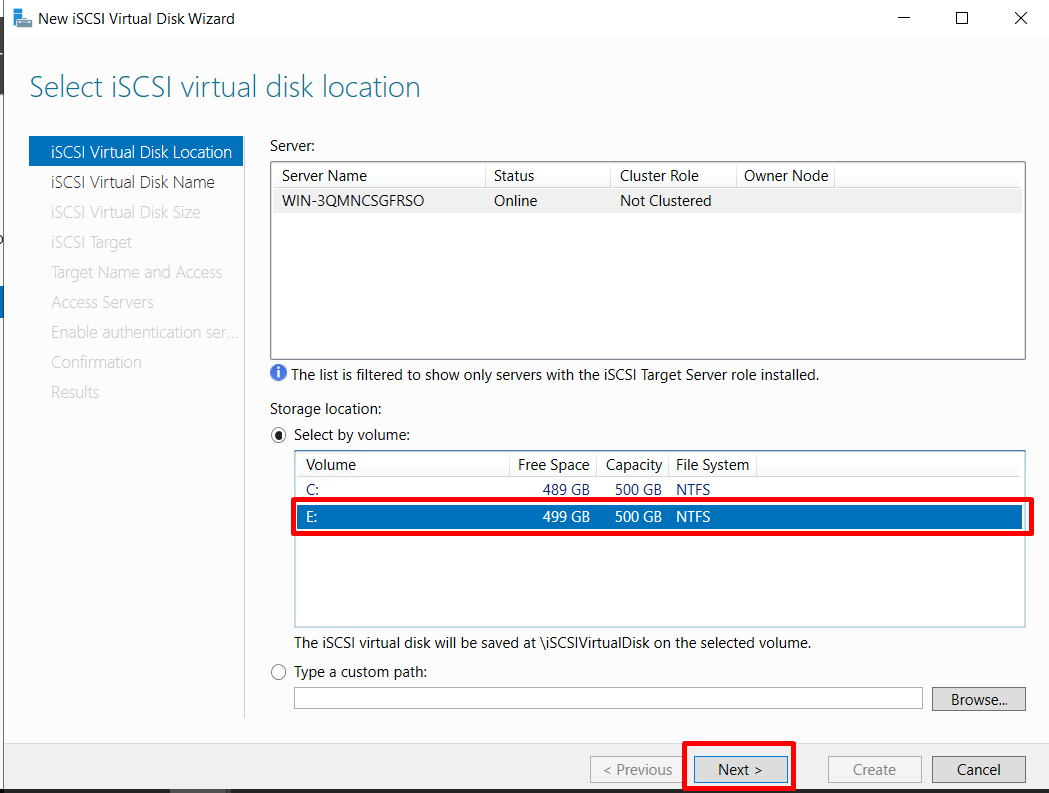 New iSCSI Virtual Disk Wizard
Select iSCSI virtual disk location
iSCSI Virtual Disk Location
iSCSI Virtual Disk Name
iSCSI Virtual Disk Size
iSCSI Target
Target Name and Access
Access Servers
Enable authentication ser...
Confirmation
Results
Server:
Server Name Status Cluster Role Owner Node
WIN-3QMNCSGFRSO Online Not Clustered
The list is filtered to show only servers with the iSCSI Target Server role installed.
Storage location:
Select by volume:
Volume Free Space Capacity File System
C: 489 GB 500 GB NTFS
E: 499 GB 500 GB NTFS
The iSCSI virtual disk will be saved at \iSCSIVirtualDisk on the selected volume.
Type a custom path:
Browse...
< Previous Next > Create Cancel